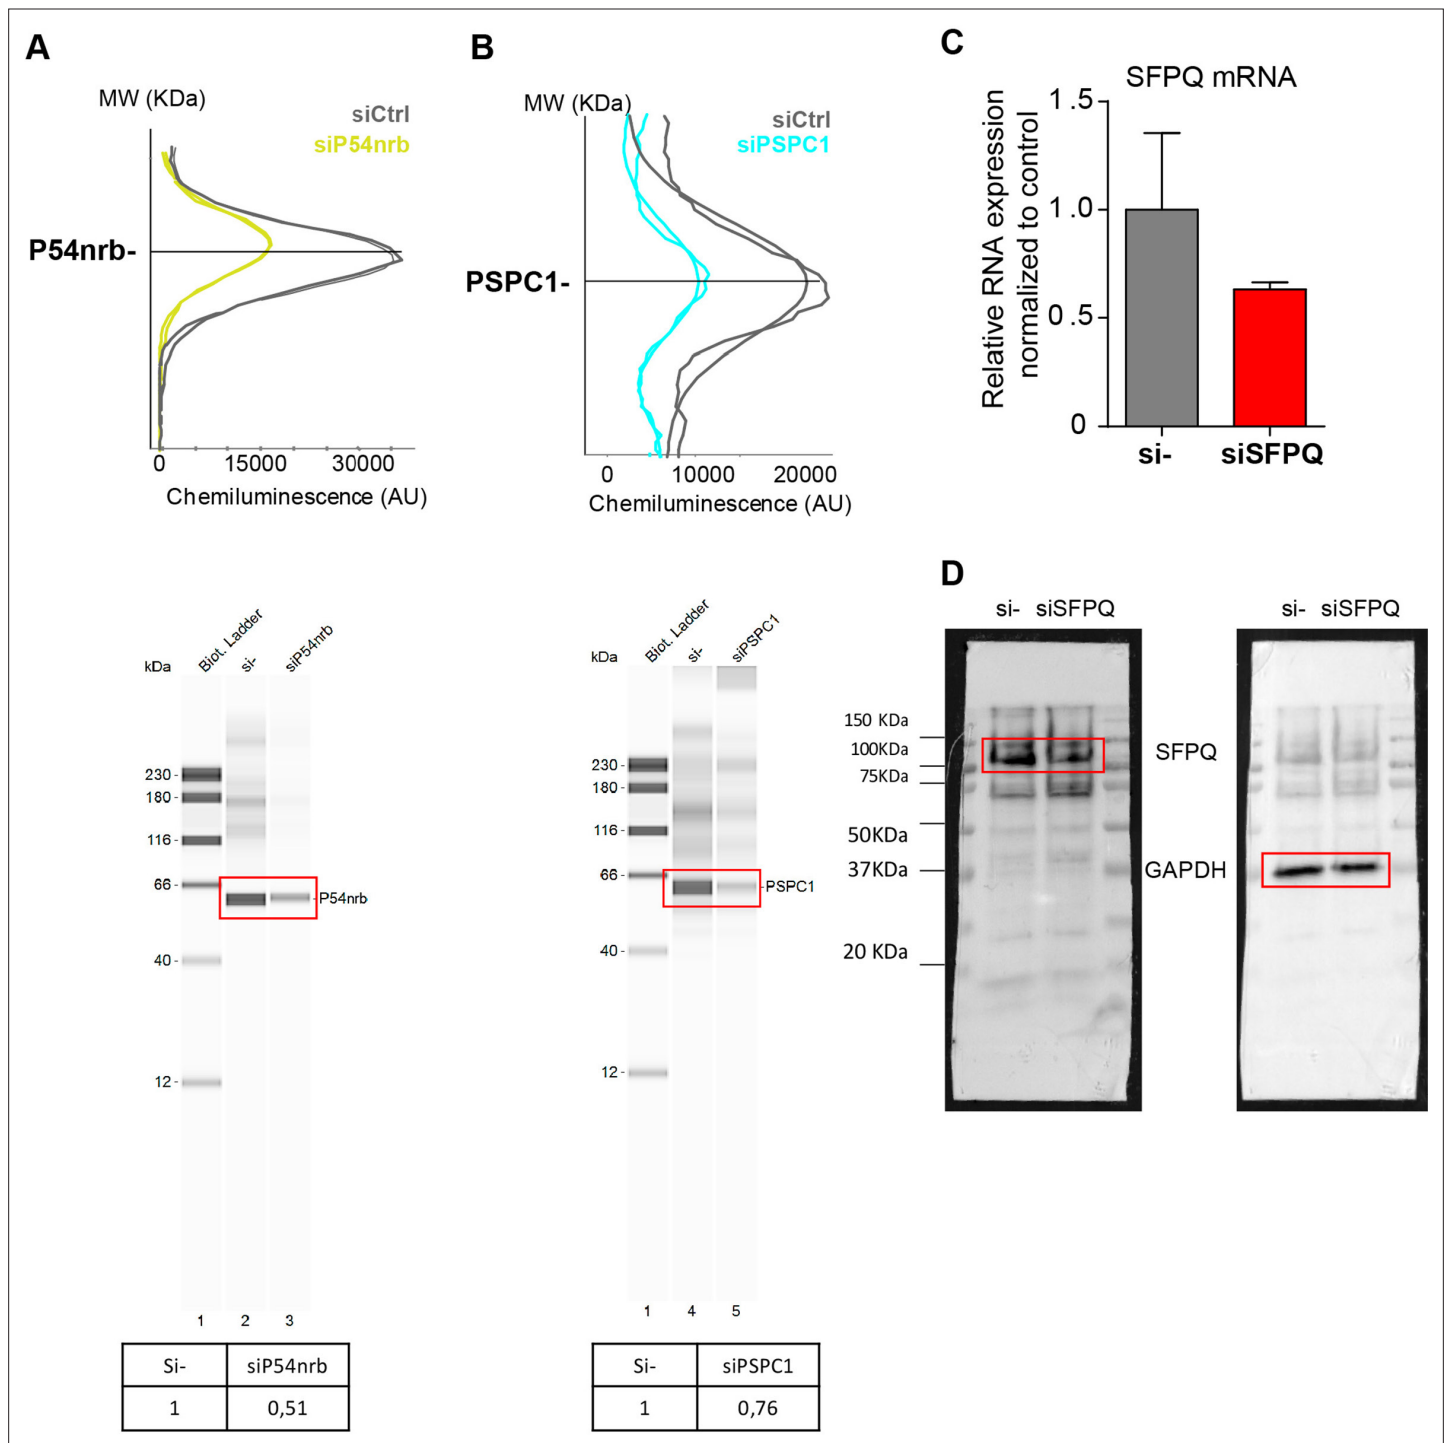 A
MW (KDa)
siCtrl
siP54nrb
P54nrb-
0 15000 30000
Chemiluminescence (AU)
B
MW (KDa)
siCtrl
siPSPC1
PSPC1-
0 10000 20000
Chemiluminescence (AU)
C
SFPQ mRNA
Relative RNA expression
normalized to control
1.5
1.0
0.5
0
si- siSFPQ
kDa
Biot. Ladder
si-
siP54nrb
230 -
180 -
116 -
66 -
-P54nrb
40 -
12 -
1 2 3
Si- siP54nrb
1 0,51
kDa
Biot. Ladder
si-
siPSPC1
230 -
180 -
116 -
66 -
-PSPC1
40 -
12 -
1 4 5
Si- siPSPC1
1 0,76
D
si- siSFPQ
si- siSFPQ
150 KDa
100KDa
75KDa
50KDa
37KDa
20 KDa
SFPQ
GAPDH